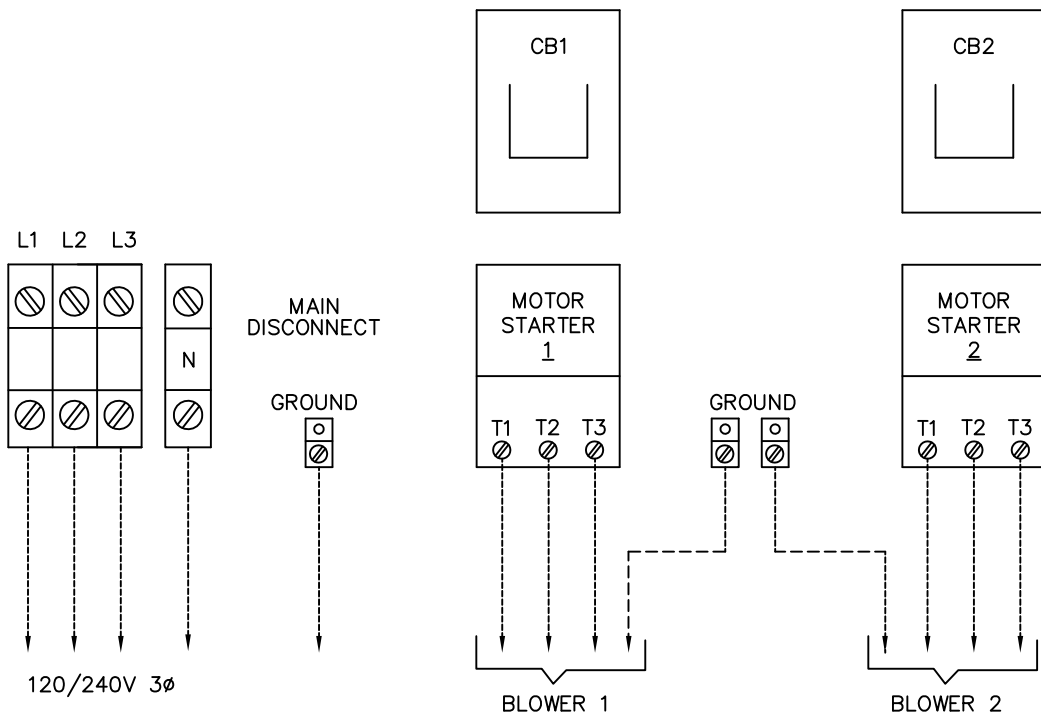 CB1
CB2
L1 L2 L3
N
MAIN
DISCONNECT
GROUND
MOTOR
STARTER
1
T1 T2 T3
GROUND
MOTOR
STARTER
2
T1 T2 T3
120/240V 3ø
BLOWER 1
BLOWER 2